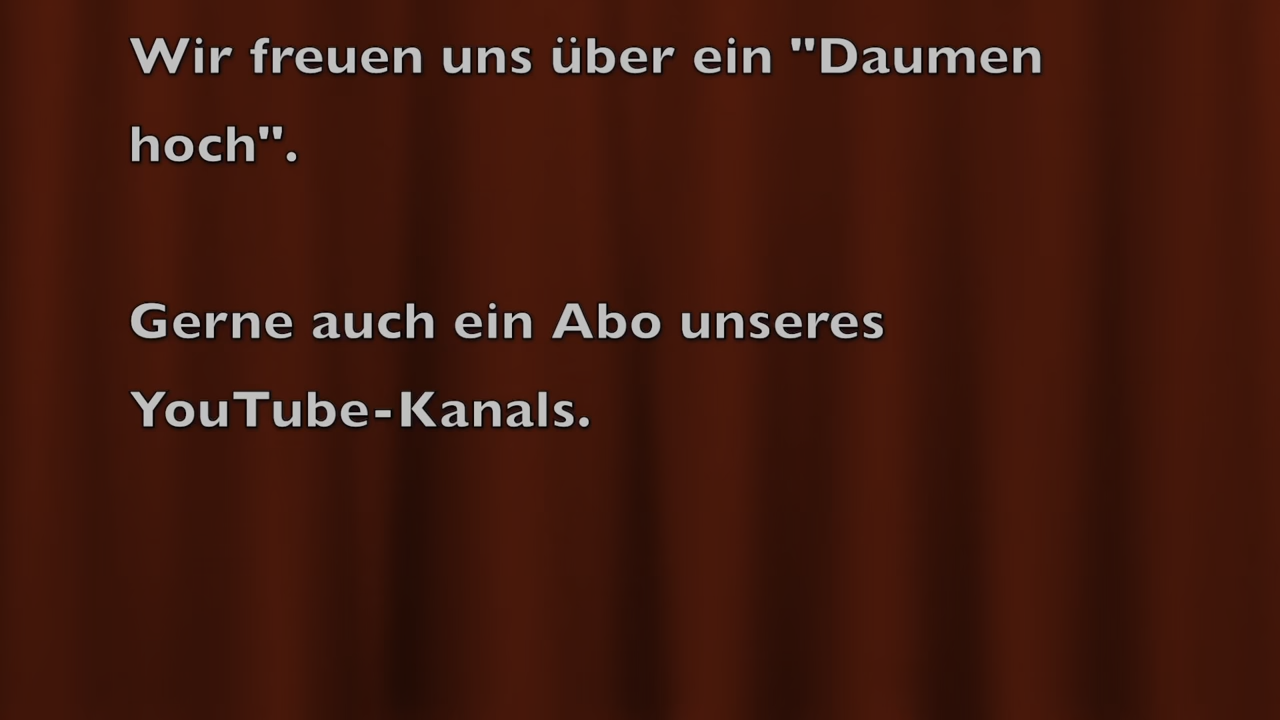 Wir freuen uns über ein "Daumen
hoch".
Gerne auch ein Abo unseres
YouTube-Kanals.